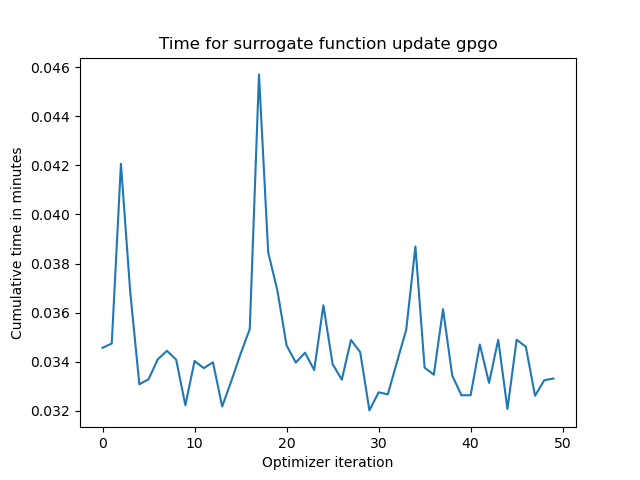 Time for surrogate function update gpgo
Cumulative time in minutes
0.046
0.044
0.042
0.040
0.038
0.036
0.034
0.032
0 10 20 30 40 50
Optimizer iteration